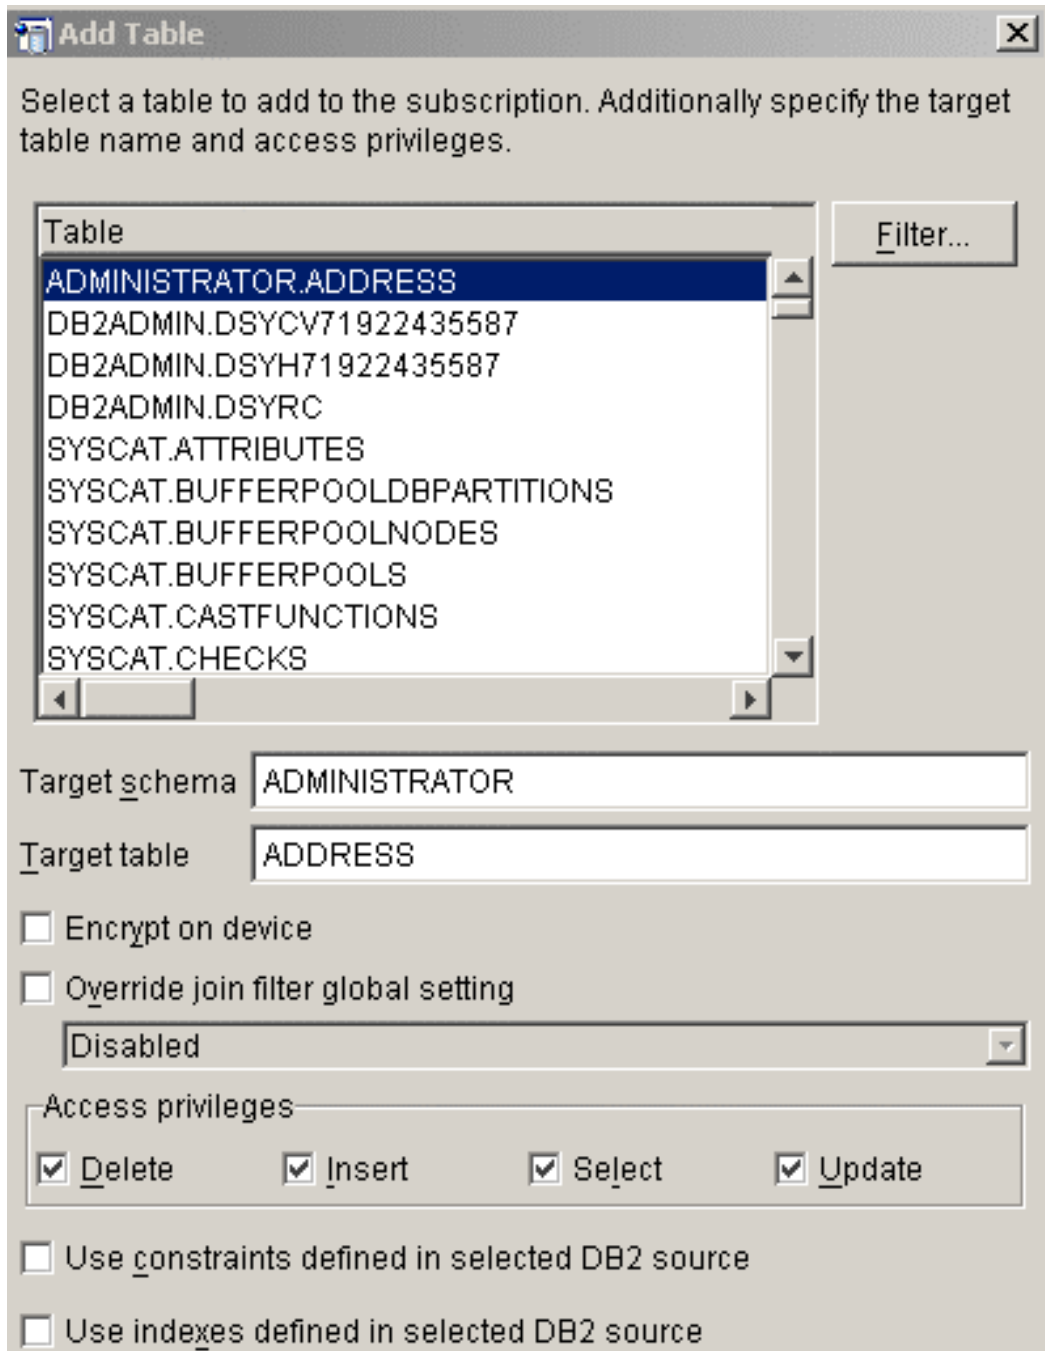 Add Table
Select a table to add to the subscription. Additionally specify the target
table name and access privileges.
Table
Filter...
ADMINISTRATOR.ADDRESS
DB2ADMIN.DSYCV71922435587
DB2ADMIN.DSYH71922435587
DB2ADMIN.DSYRC
SYSCAT.ATTRIBUTES
SYSCAT.BUFFERPOOLDBPARTITIONS
SYSCAT.BUFFERPOOLNODES
SYSCAT.BUFFERPOOLS
SYSCAT.CASTFUNCTIONS
SYSCAT.CHECKS
Target schema ADMINISTRATOR
Target table ADDRESS
Encrypt on device
Override join filter global setting
Disabled
Access privileges
Delete Insert Select Update
Use constraints defined in selected DB2 source
Use indexes defined in selected DB2 source